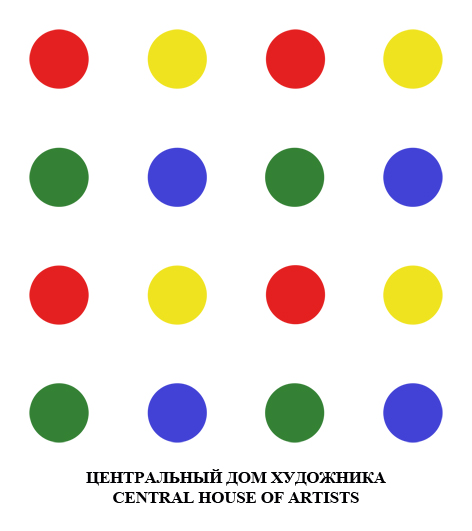 ЦЕНТРАЛЬНЫЙ ДОМ ХУДОЖНИКА
CENTRAL HOUSE OF ARTISTS